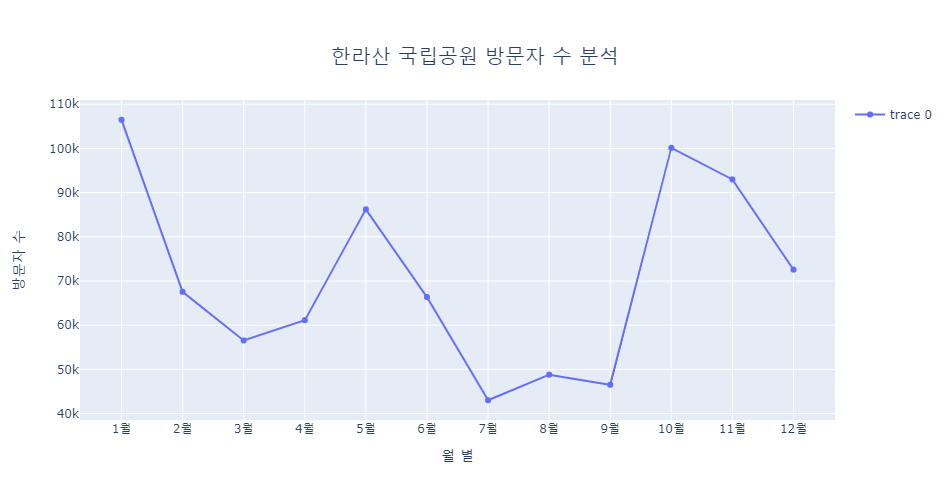 한라산 국립공원 방문자 수 분석
110k
100k
90k
80k
70k
60k
50k
40k
방문자 수
1월 2월 3월 4월 5월 6월 7월 8월 9월 10월 11월 12월
월 별
trace 0